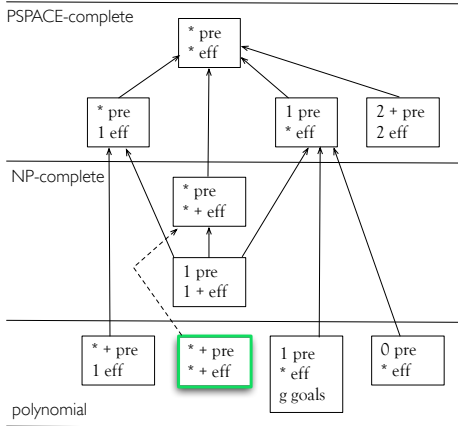 PSPACE-complete
* pre
* eff
* pre
1 eff
1 pre
* eff
2 + pre
2 eff
NP-complete
* pre
* + eff
1 pre
1 + eff
* + pre
1 eff
* + pre
* + eff
1 pre
* eff
g goals
0 pre
* eff
polynomial